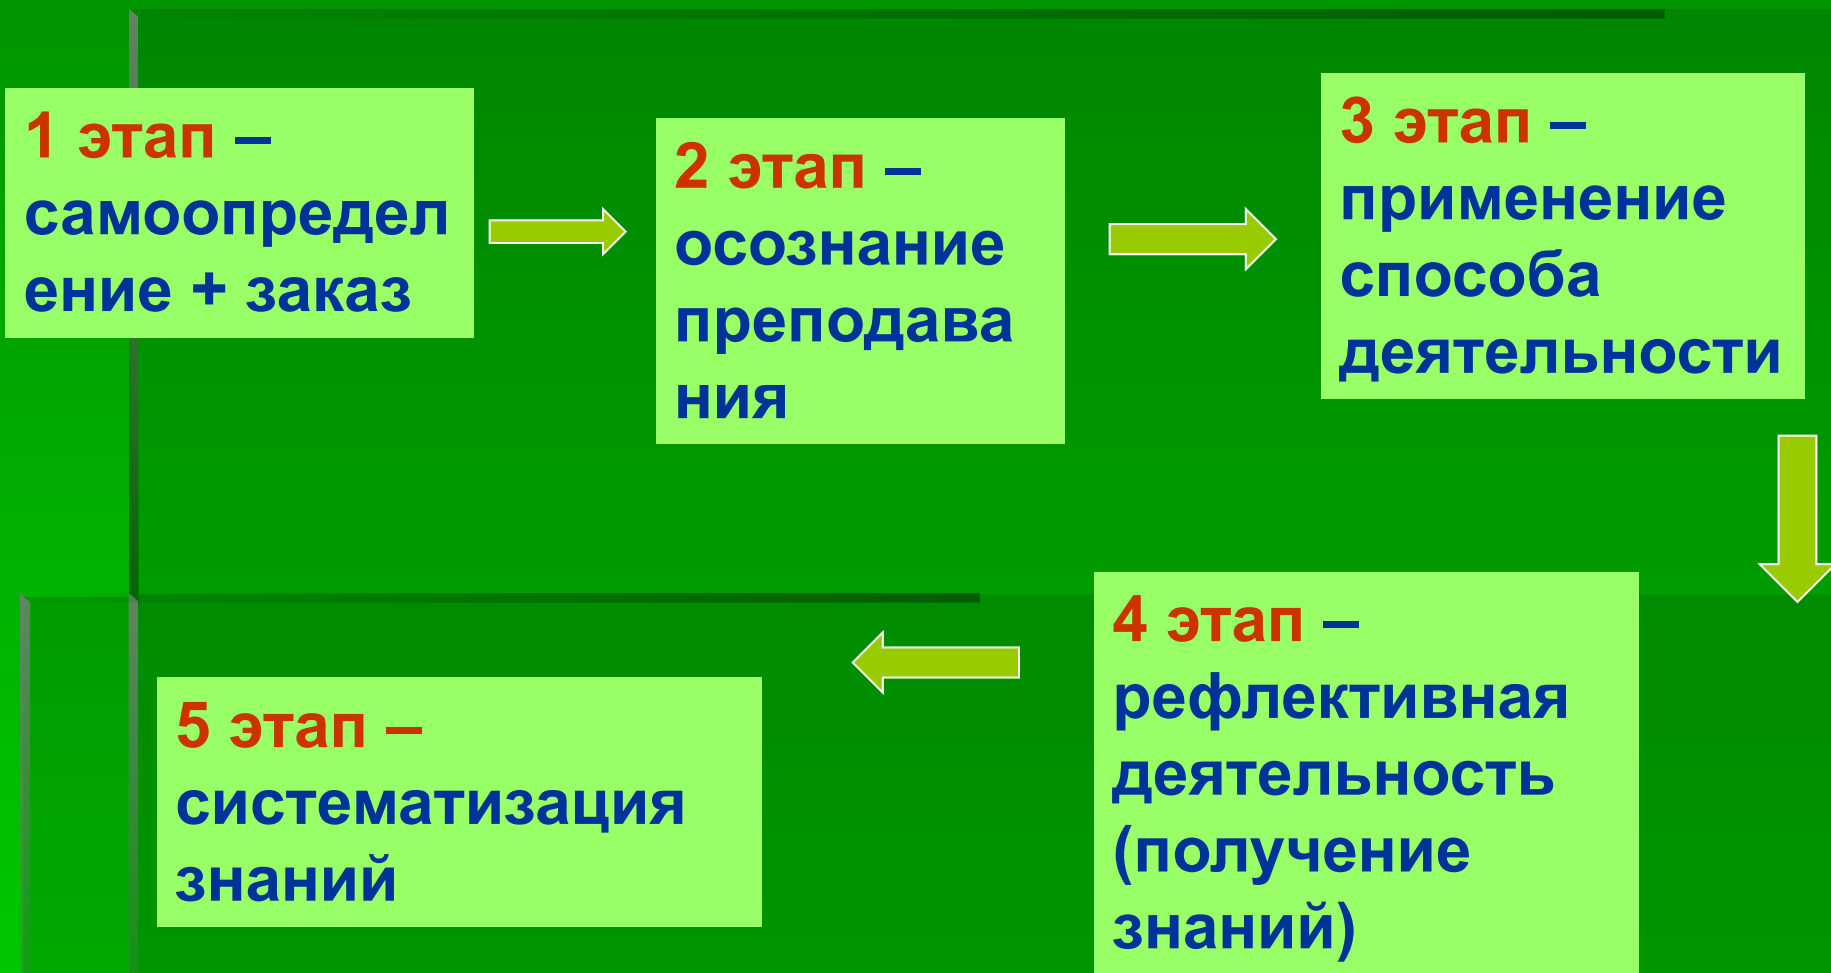 1 этап –
самоопредел
ение + заказ
2 этап –
осознание
преподава
ния
3 этап –
применение
способа
деятельности
4 этап –
рефлективная
деятельность
(получение
знаний)
5 этап –
систематизация
знаний